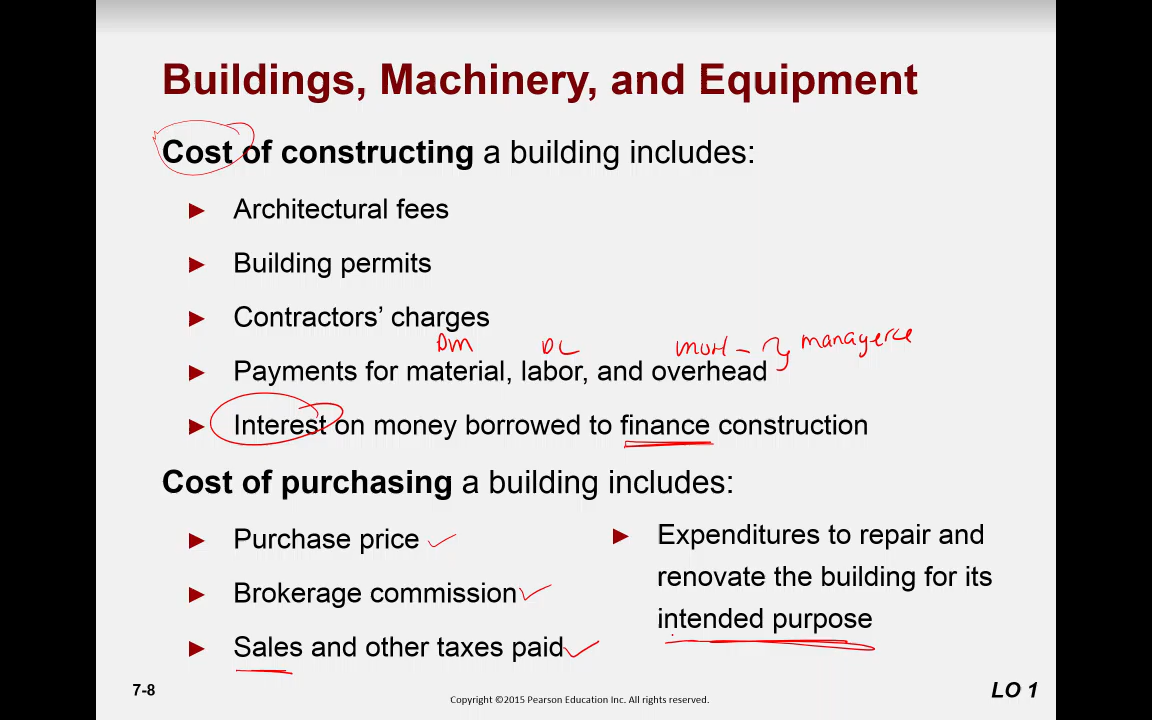 Buildings, Machinery, and Equipment
Cost of constructing a building includes:
► Architectural fees
► Building permits
► Contractors' charges
DM DL MOH -
► Payments for material, labor, and overhead
► Interest on money borrowed to finance construction
Cost of purchasing a building includes:
► Purchase price
► Brokerage commission
► Sales and other taxes paid
► Expenditures to repair and
renovate the building for its
intended purpose
7-8
Copyright ©2015 Pearson Education Inc. All rights reserved.
LO 1